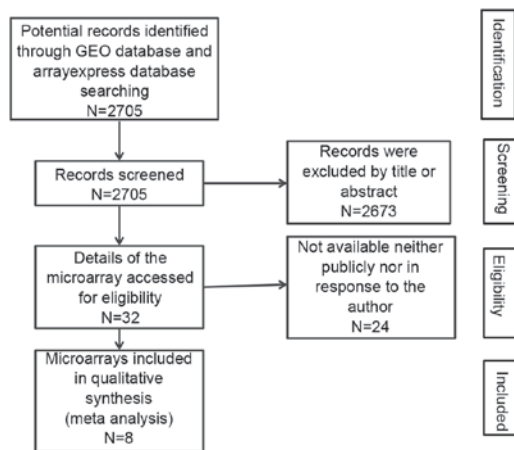 Potential records identified
through GEO database and
arrayexpress database
searching
N=2705
Identification
Records screened
N=2705
Records were
excluded by title or
abstract
N=2673
Screening
Details of the
microarray accessed
for eligibility
N=32
Not available neither
publicly nor in
response to the
author
N=24
Eligibility
Microarrays included
in qualitative
synthesis
(meta analysis)
N=8
Included